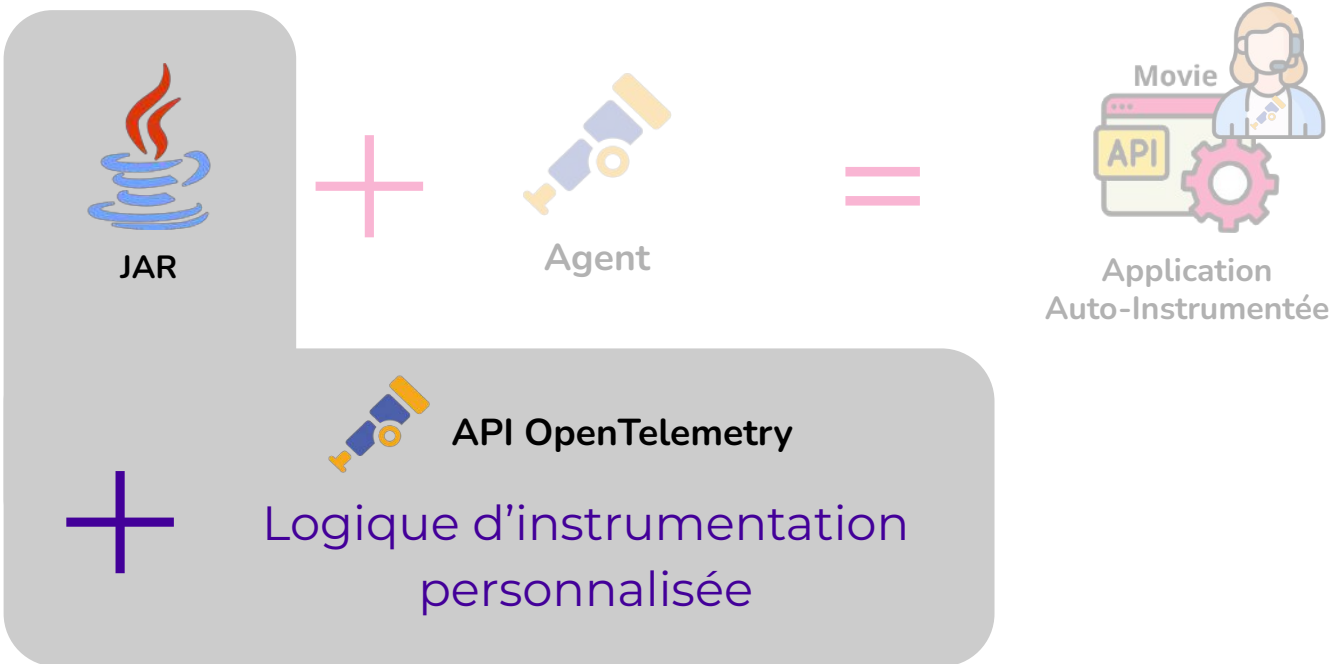 Movie
API
JAR
Agent
Application
Auto-Instrumentée
API OpenTelemetry
Logique d’instrumentation
personnalisée